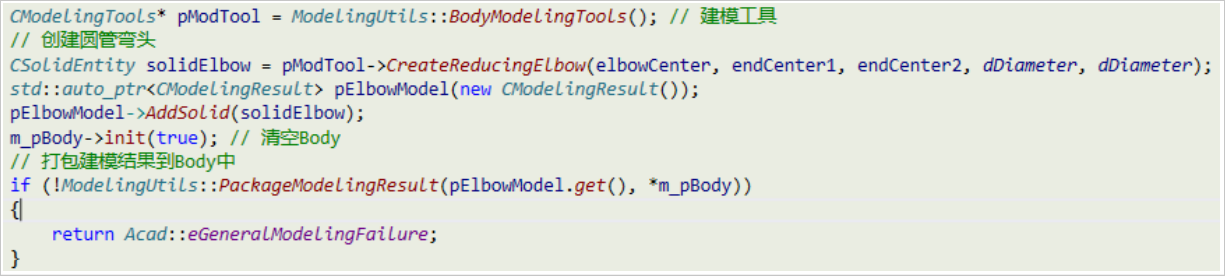 CModelingTools* pModTool = ModelingUtils::BodyModelingTools(); // 建模工具
// 创建圆管弯头
CSolidEntity solidElbow = pModTool->CreateReducingElbow(elbowCenter, endCenter1, endCenter2, dDiameter, dDiameter);
std::auto_ptr<CModelingResult> pElbowModel(new CModelingResult());
pElbowModel->AddSolid(solidElbow);
m_pBody->init(true); // 清空Body
// 打包建模结果到Body中
if (!ModelingUtils::PackageModelingResult(pElbowModel.get(), *m_pBody))
{
    return Acad::eGeneralModelingFailure;
}